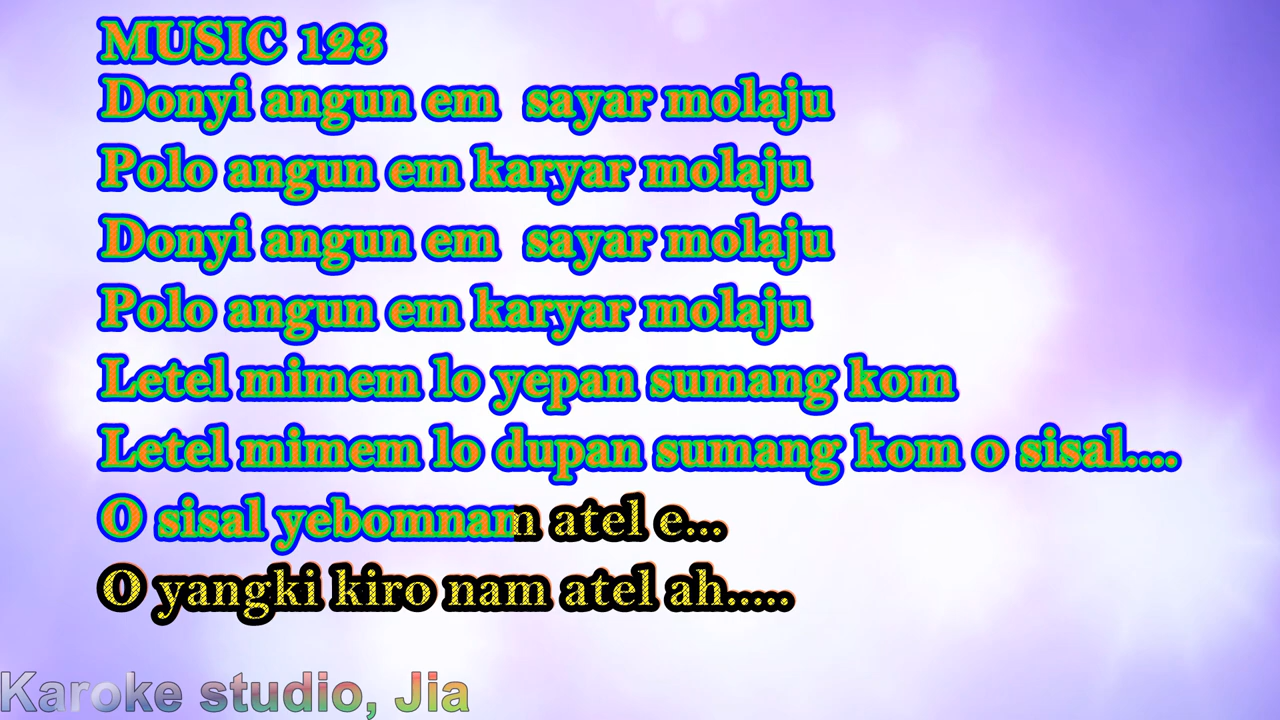 MUSIC 123
Donyi angun em sayar molaju
Polo angun em karyar molaju
Donyi angun em sayar molaju
Polo angun em karyar molaju
Letel mimem lo yepan sumang kom
Letel mimem lo dupan sumang kom o sisal....
O sisal yebomnam atel e...
O yangki kiro nam atel ah.....
Karoke studio, Jia